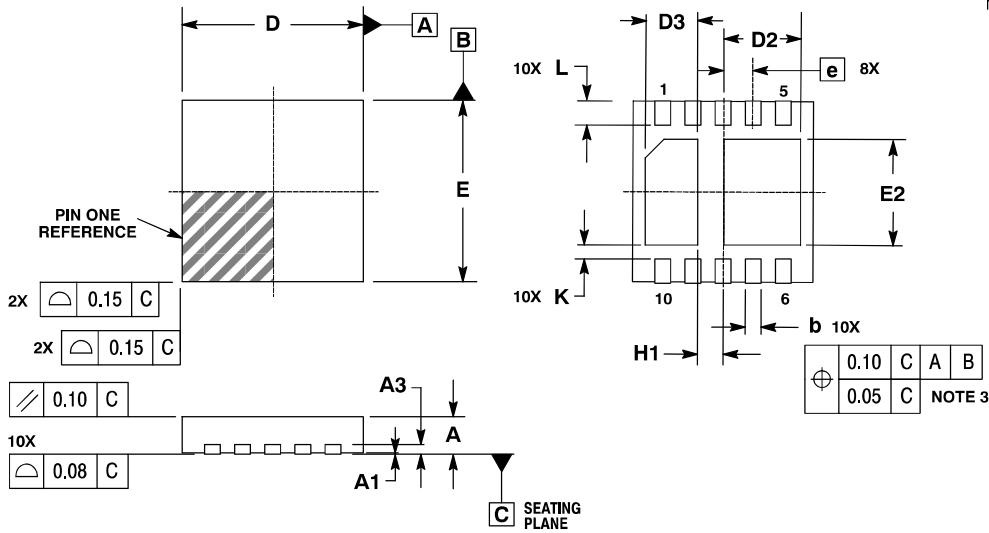 D
A
B
E
PIN ONE
REFERENCE
2X ⌓ 0.15 C
2X ⌓ 0.15 C
⫽ 0.10 C
10X
⌓ 0.08 C
A3
A
A1
C SEATING
PLANE
D3
D2
10X L
e 8X
1 5
E2
10X K
10 6
b 10X
H1
⌖ 0.10 C A B
0.05 C NOTE 3